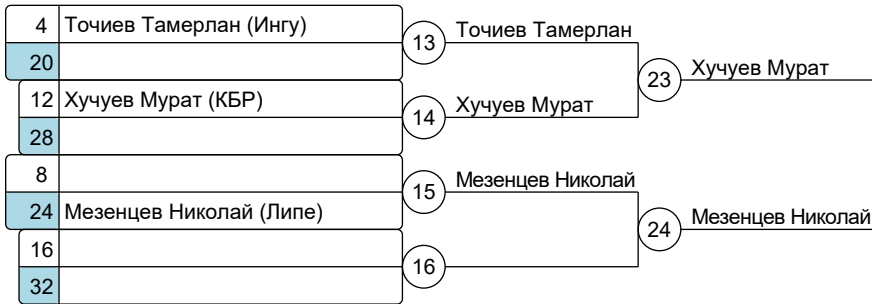 4 Точиев Тамерлан (Ингу)
13 Точиев Тамерлан
20
23 Хучуев Мурат
12 Хучуев Мурат (КБР)
14 Хучуев Мурат
28
8
15 Мезенцев Николай
24 Мезенцев Николай (Липе)
24 Мезенцев Николай
16
16
32